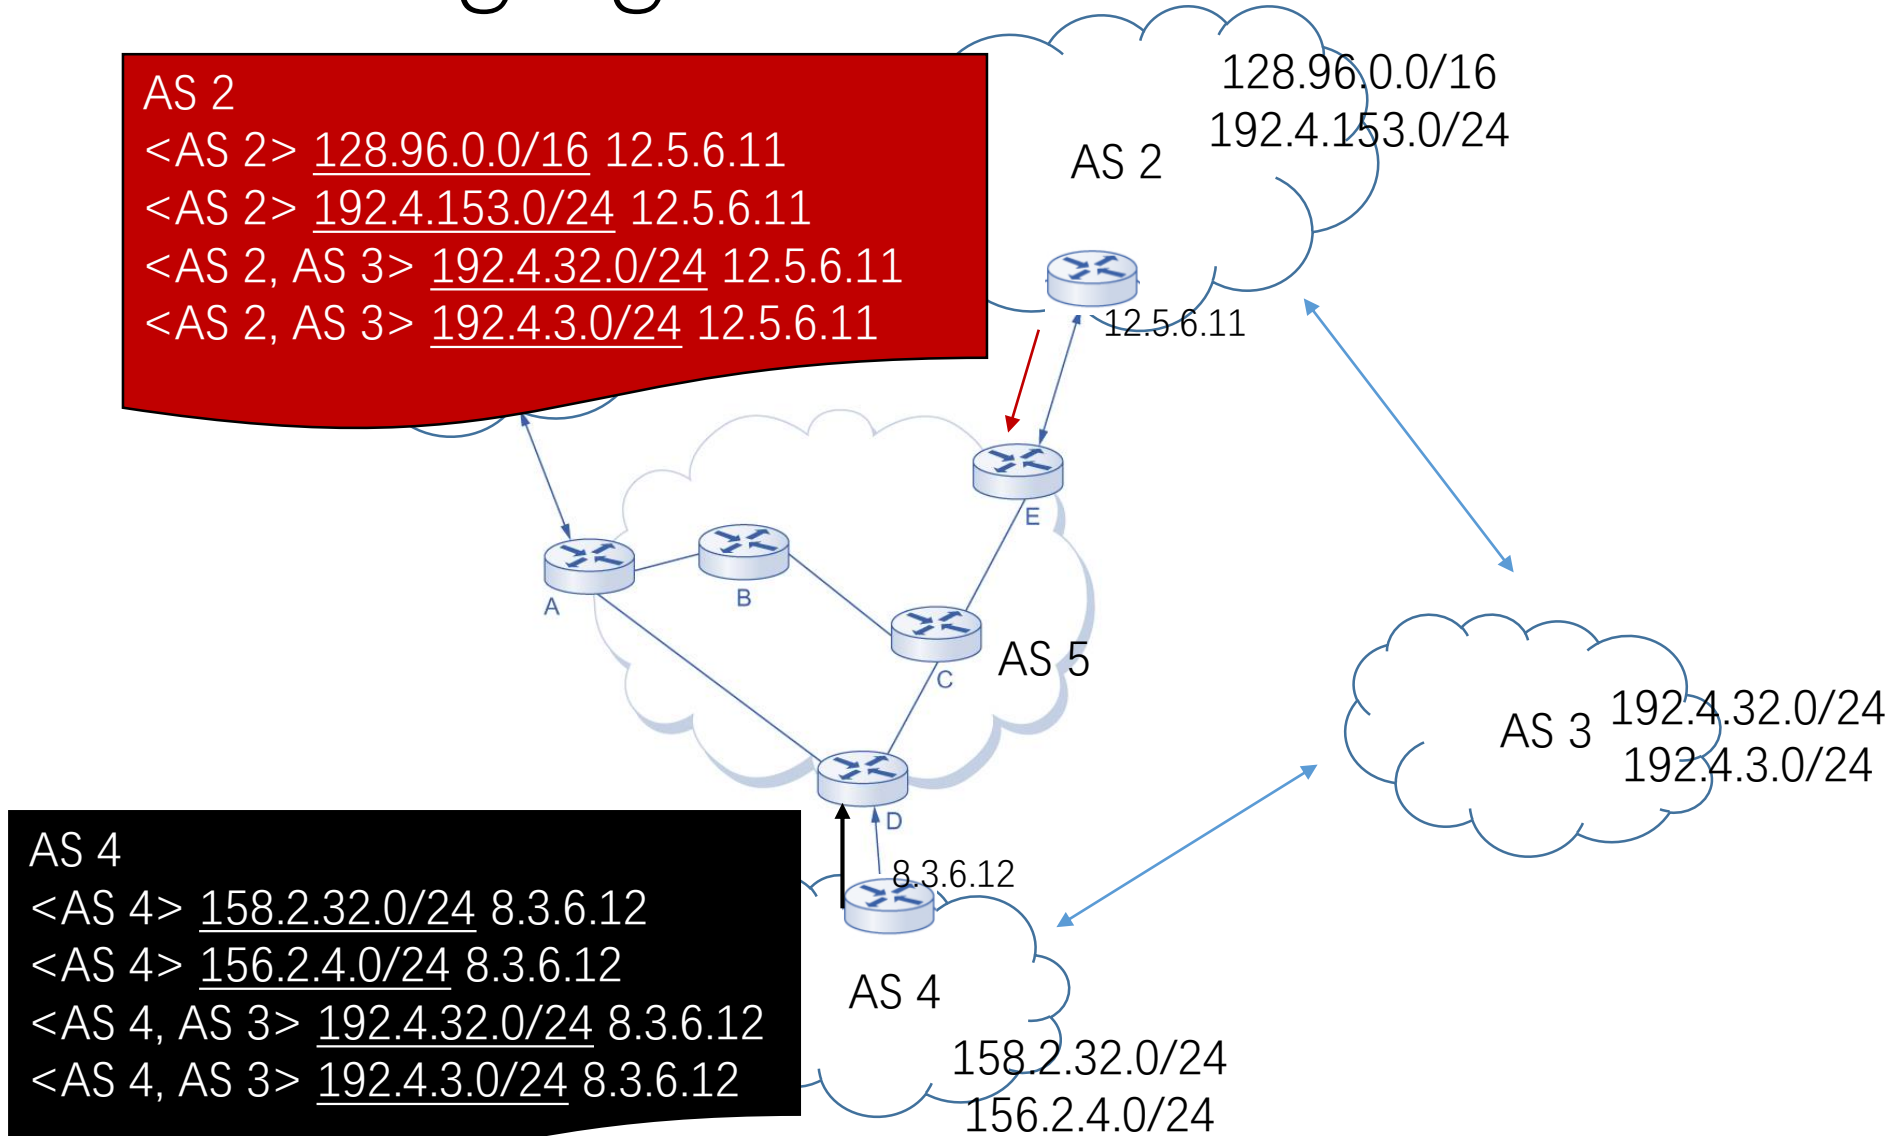 AS 2
<AS 2> 128.96.0.0/16 12.5.6.11
<AS 2> 192.4.153.0/24 12.5.6.11
<AS 2, AS 3> 192.4.32.0/24 12.5.6.11
<AS 2, AS 3> 192.4.3.0/24 12.5.6.11
128.96.0.0/16
192.4.153.0/24
AS 2
12.5.6.11
E
A
B
C
AS 5
D
AS 3
192.4.32.0/24
192.4.3.0/24
8.3.6.12
AS 4
<AS 4> 158.2.32.0/24 8.3.6.12
<AS 4> 156.2.4.0/24 8.3.6.12
<AS 4, AS 3> 192.4.32.0/24 8.3.6.12
<AS 4, AS 3> 192.4.3.0/24 8.3.6.12
AS 4
158.2.32.0/24
156.2.4.0/24